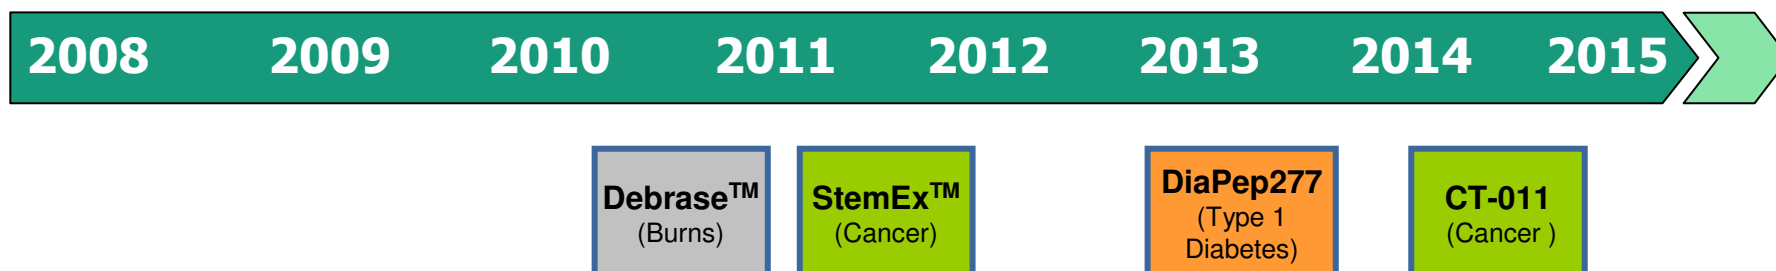 2008 2009 2010 2011 2012 2013 2014 2015
Debrase™
(Burns)
StemEx™
(Cancer)
DiaPep277
(Type 1
Diabetes)
CT-011
(Cancer )